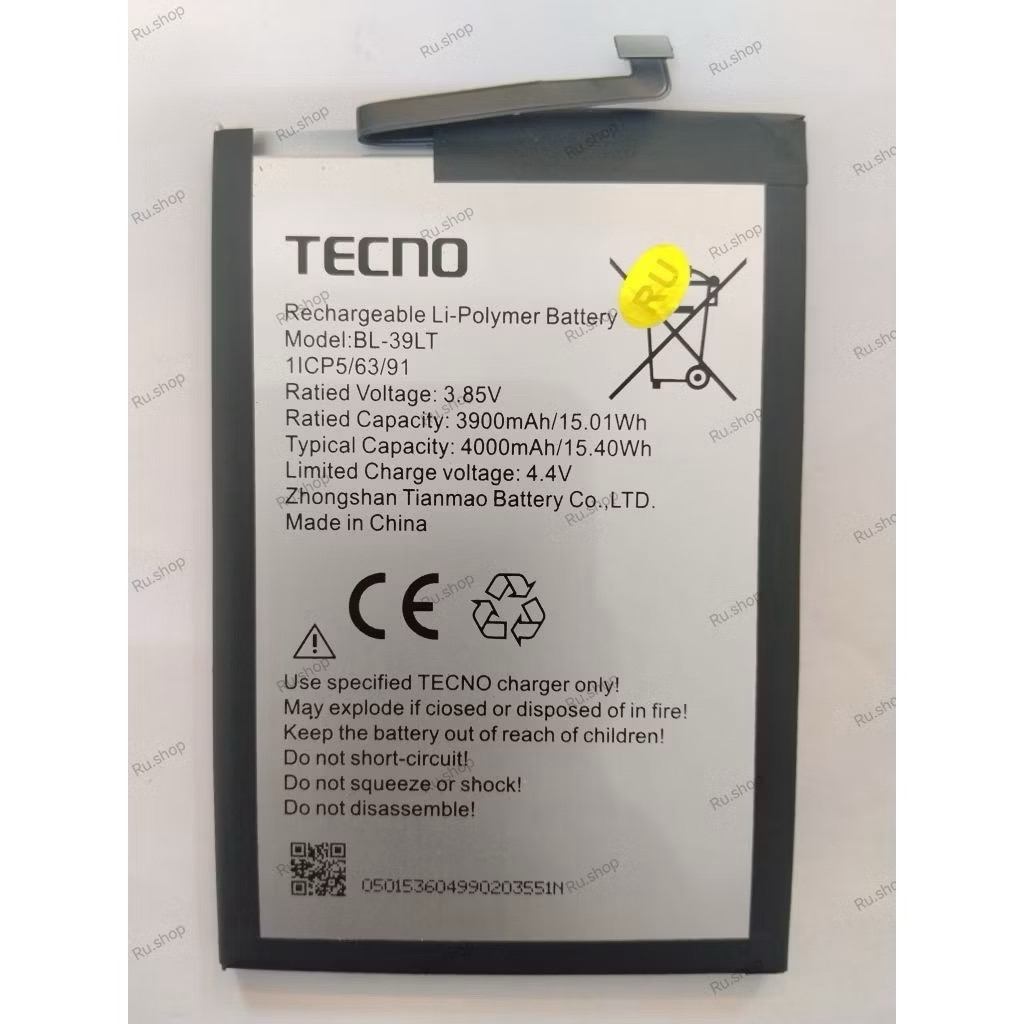 TECNO
Rechargeable Li-Polymer Battery
Model:BL-39LT
1ICP5/63/91
Ratied Voltage: 3.85V
Ratied Capacity: 3900mAh/15.01Wh
Typical Capacity: 4000mAh/15.40Wh
Limited Charge voltage: 4.4V
Zhongshan Tianmao Battery Co.,LTD.
Made in China
RU
CE
Use specified TECNO charger only!
May explode if ciosed or disposed of in fire!
Keep the battery out of reach of children!
Do not short-circuit!
Do not squeeze or shock!
Do not disassemble!
050153604990203551N
Ru.shop